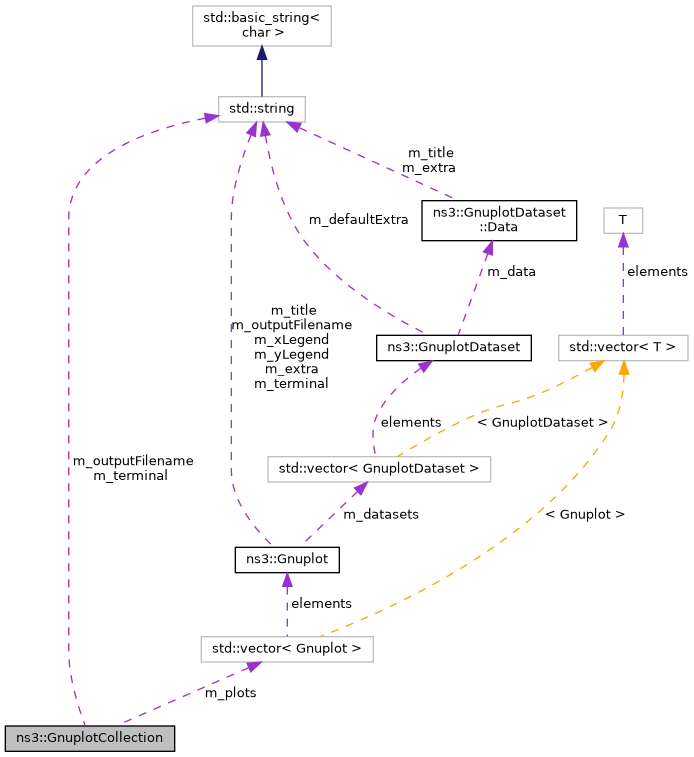 std::basic_string<
char >
std::string
m_title
m_extra
ns3::GnuplotDataset
::Data
T
m_defaultExtra
m_data
elements
m_title
m_outputFilename
m_xLegend
m_yLegend
m_extra
m_terminal
ns3::GnuplotDataset
std::vector< T >
elements
< GnuplotDataset >
m_outputFilename
m_terminal
std::vector< GnuplotDataset >
m_datasets
< Gnuplot >
ns3::Gnuplot
elements
std::vector< Gnuplot >
m_plots
ns3::GnuplotCollection